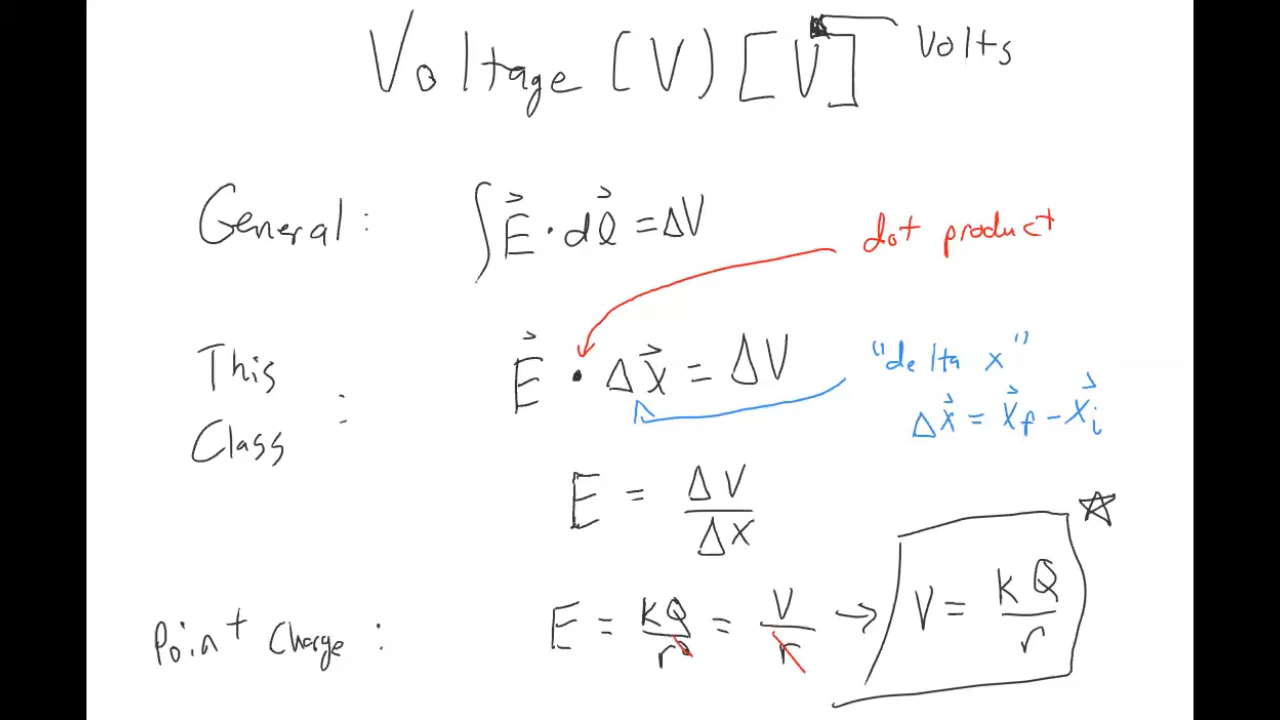 Voltage (V) [V] Volts
General: ∫ E⃗ · dl⃗ = ΔV
dot product
This Class: E⃗ · Δx⃗ = ΔV
"delta x"
Δx⃗ = x⃗f − x⃗i
E = ΔV / Δx
Point Charge: E = kQ / r² = V / r → V = kQ / r